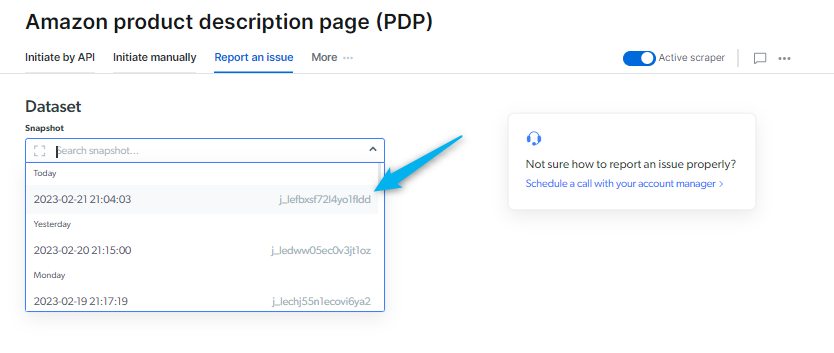 Amazon product description page (PDP)
Initiate by API Initiate manually Report an issue More ··· Active scraper
Dataset
Snapshot
Search snapshot...
Today
2023-02-21 21:04:03 j_lefbxsf72l4yo1fldd
Yesterday
2023-02-20 21:15:00 j_ledww05ec0v3jt1oz
Monday
2023-02-19 21:17:19 j_lechj55n1ecovi6ya2
Not sure how to report an issue properly?
Schedule a call with your account manager >